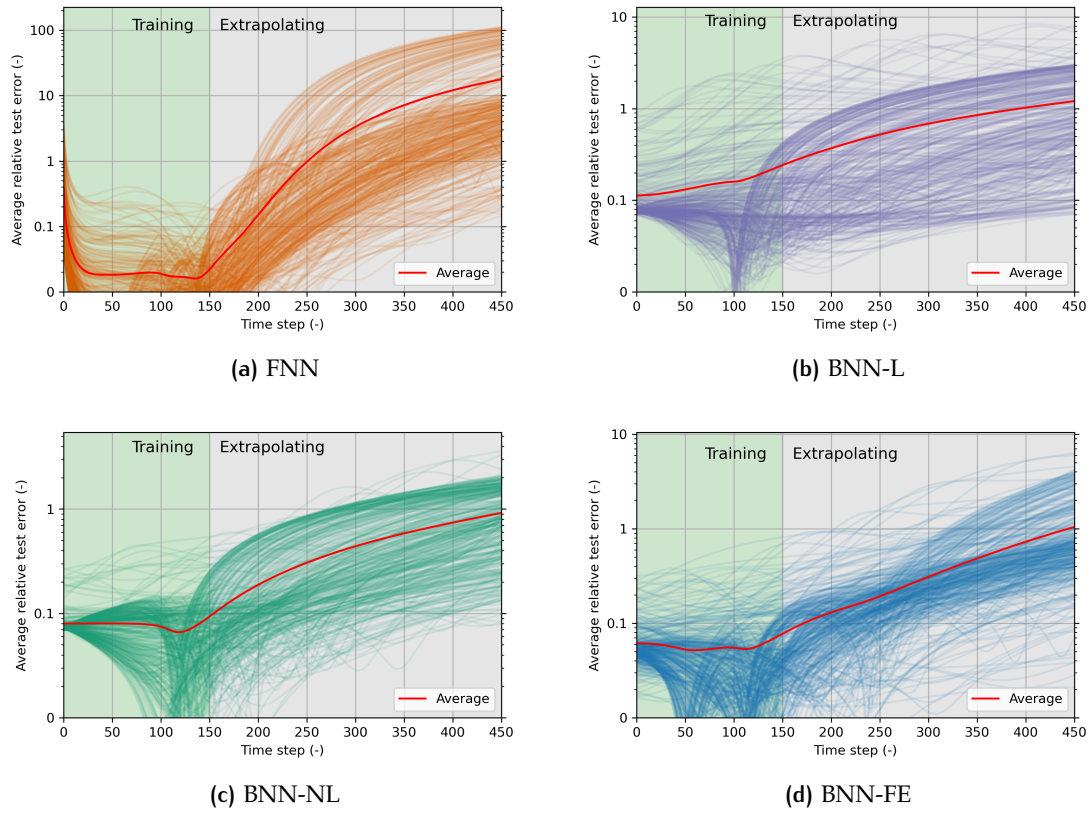 Training Extrapolating
100
10
1
0.1
0
Average relative test error (-)
Average
0 50 100 150 200 250 300 350 400 450
Time step (-)
(a) FNN
Training Extrapolating
10
1
0.1
0
Average relative test error (-)
Average
0 50 100 150 200 250 300 350 400 450
Time step (-)
(b) BNN-L
Training Extrapolating
1
0.1
0
Average relative test error (-)
Average
0 50 100 150 200 250 300 350 400 450
Time step (-)
(c) BNN-NL
Training Extrapolating
10
1
0.1
0
Average relative test error (-)
Average
0 50 100 150 200 250 300 350 400 450
Time step (-)
(d) BNN-FE